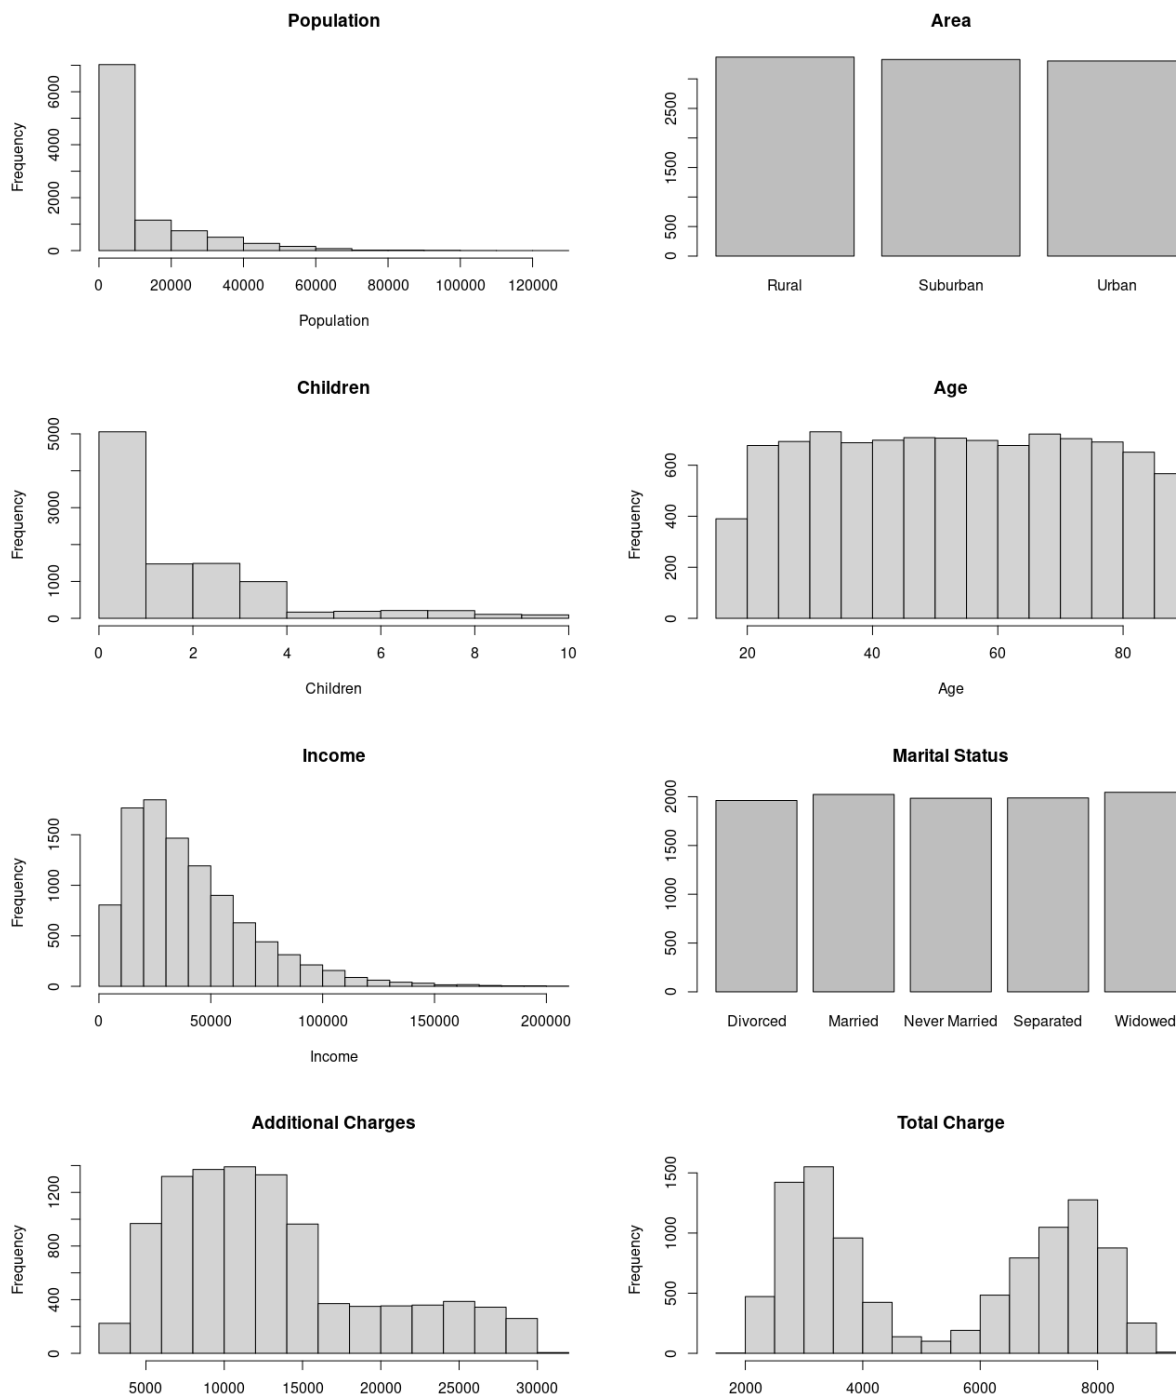 Population
Frequency
0
2000
4000
6000
0 20000 40000 60000 80000 100000 120000
Population
Area
0
500
1500
2500
Rural Suburban Urban
Children
Frequency
0
1000
3000
5000
0 2 4 6 8 10
Children
Age
Frequency
0
200
400
600
20 40 60 80
Age
Income
Frequency
0
500
1000
1500
0 50000 100000 150000 200000
Income
Marital Status
0
500
1000
1500
2000
Divorced Married Never Married Separated Widowed
Additional Charges
Frequency
0
400
800
1200
5000 10000 15000 20000 25000 30000
Total Charge
Frequency
0
500
1000
1500
2000 4000 6000 8000